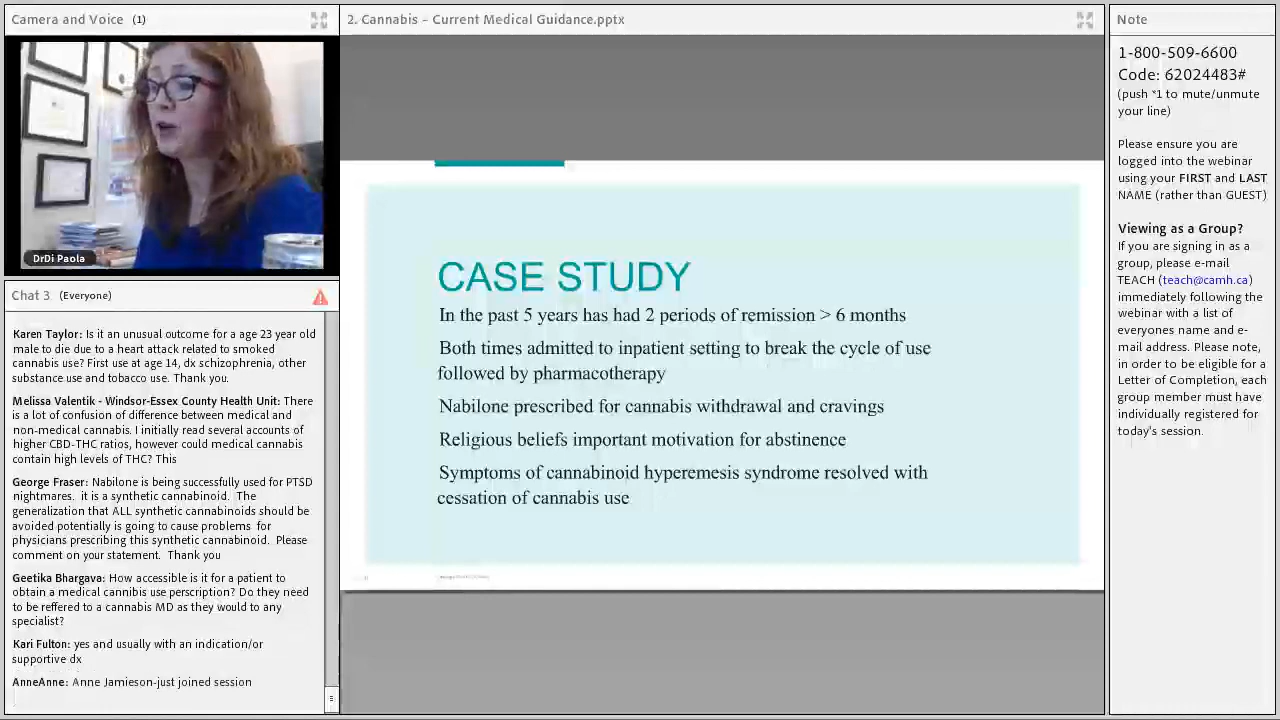 Camera and Voice (1)
DrDi Paola
Chat 3 (Everyone)
Karen Taylor: Is it an unusual outcome for a age 23 year old
male to die due to a heart attack related to smoked
cannabis use? First use at age 14, dx schizophrenia, other
substance use and tobacco use. Thank you.
Melissa Valentik - Windsor-Essex County Health Unit: There
is a lot of confusion of difference between medical and
non-medical cannabis. I initially read several accounts of
higher CBD-THC ratios, however could medical cannabis
contain high levels of THC? This
George Fraser: Nabilone is being successfully used for PTSD
nightmares. it is a synthetic cannabinoid. The
generalization that ALL synthetic cannabinoids should be
avoided potentially is going to cause problems for
physicians prescribing this synthetic cannabinoid. Please
comment on your statement. Thank you
Geetika Bhargava: How accessible is it for a patient to
obtain a medical cannibis use perscription? Do they need
to be reffered to a cannabis MD as they would to any
specialist?
Kari Fulton: yes and usually with an indication/or
supportive dx
AnneAnne: Anne Jamieson-just joined session
2. Cannabis - Current Medical Guidance.pptx
CASE STUDY
In the past 5 years has had 2 periods of remission > 6 months
Both times admitted to inpatient setting to break the cycle of use
followed by pharmacotherapy
Nabilone prescribed for cannabis withdrawal and cravings
Religious beliefs important motivation for abstinence
Symptoms of cannabinoid hyperemesis syndrome resolved with
cessation of cannabis use
Note
1-800-509-6600
Code: 62024483#
(push *1 to mute/unmute
your line)
Please ensure you are
logged into the webinar
using your FIRST and LAST
NAME (rather than GUEST)
Viewing as a Group?
If you are signing in as a
group, please e-mail
TEACH (teach@camh.ca)
immediately following the
webinar with a list of
everyones name and e-
mail address. Please note,
in order to be eligible for a
Letter of Completion, each
group member must have
individually registered for
today's session.